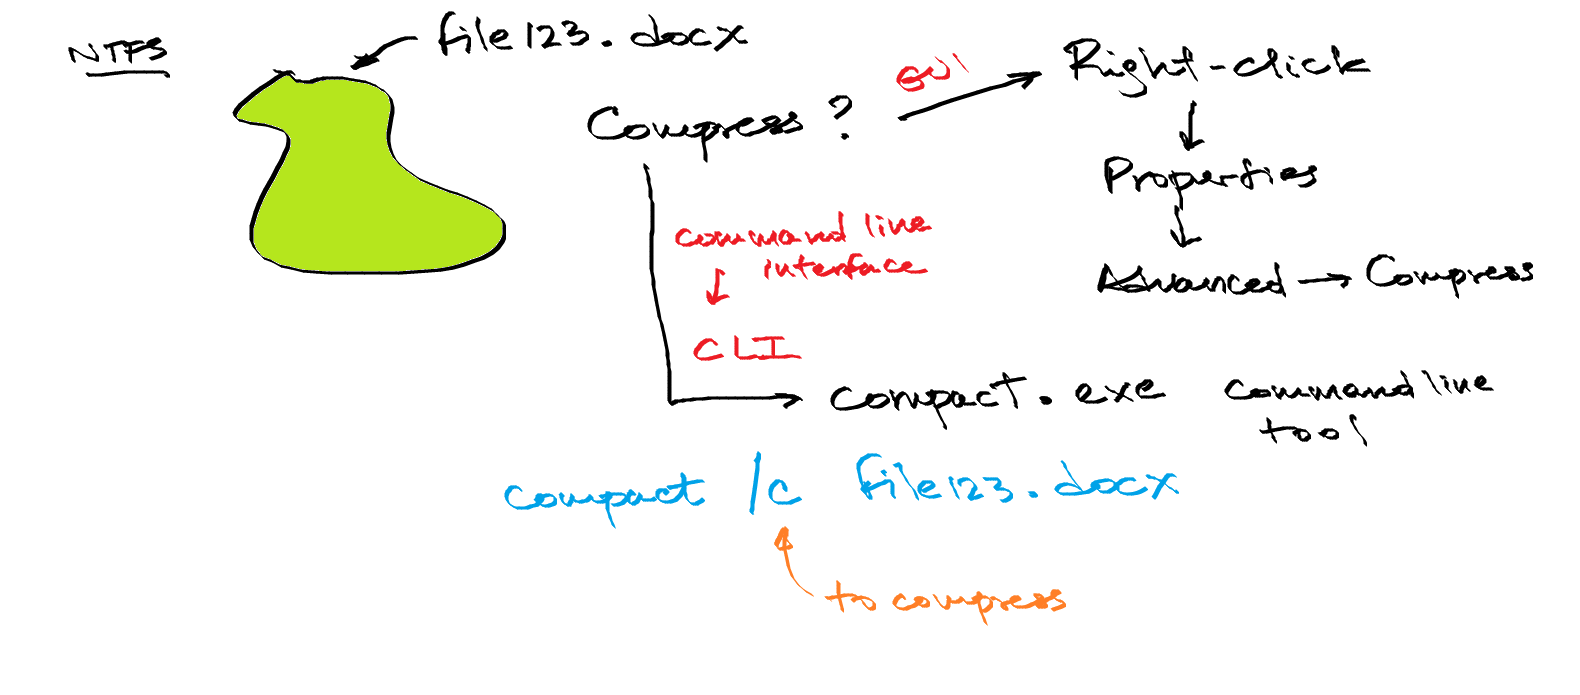 NTFS
file123.docx
Compress ?
GUI
Right-click
Properties
Advanced → Compress
command line
interface
CLI
compact.exe
command line
tool
compact /c file123.docx
to compress